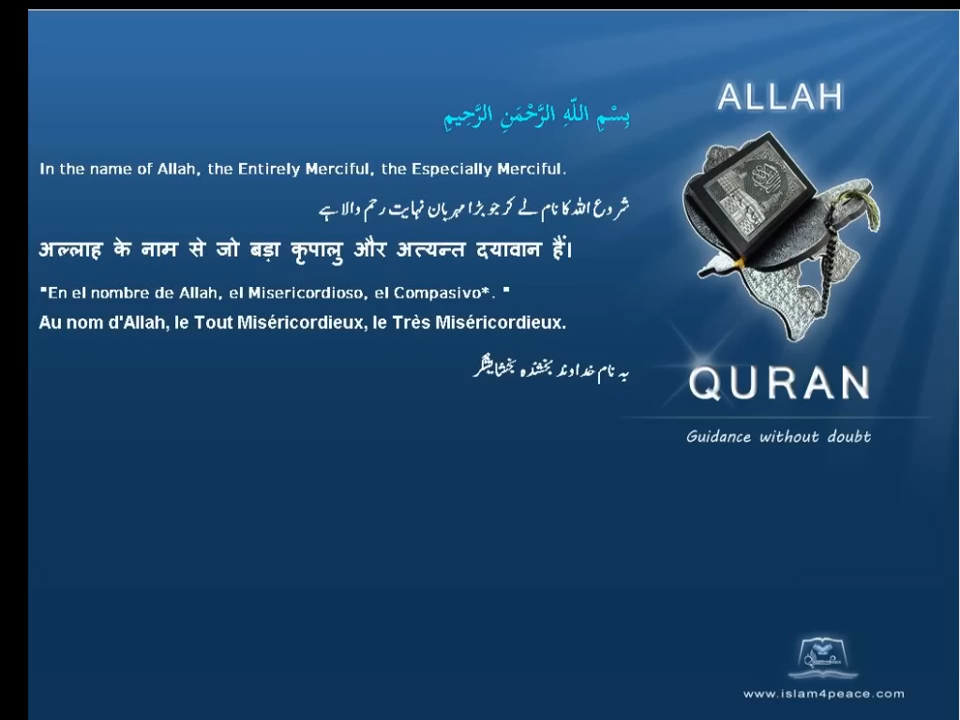 بِسْمِ اللَّهِ الرَّحْمَنِ الرَّحِيمِ
In the name of Allah, the Entirely Merciful, the Especially Merciful.
شروع الله کا نام لے کر جو بڑا مہربان نہایت رحم والا ہے
अल्लाह के नाम से जो बड़ा कृपालु और अत्यन्त दयावान हैं।
"En el nombre de Allah, el Misericordioso, el Compasivo*. "
Au nom d'Allah, le Tout Miséricordieux, le Très Miséricordieux.
به نام خداوند بخشنده بخشایشگر
ALLAH
QURAN
Guidance without doubt
www.islam4peace.com